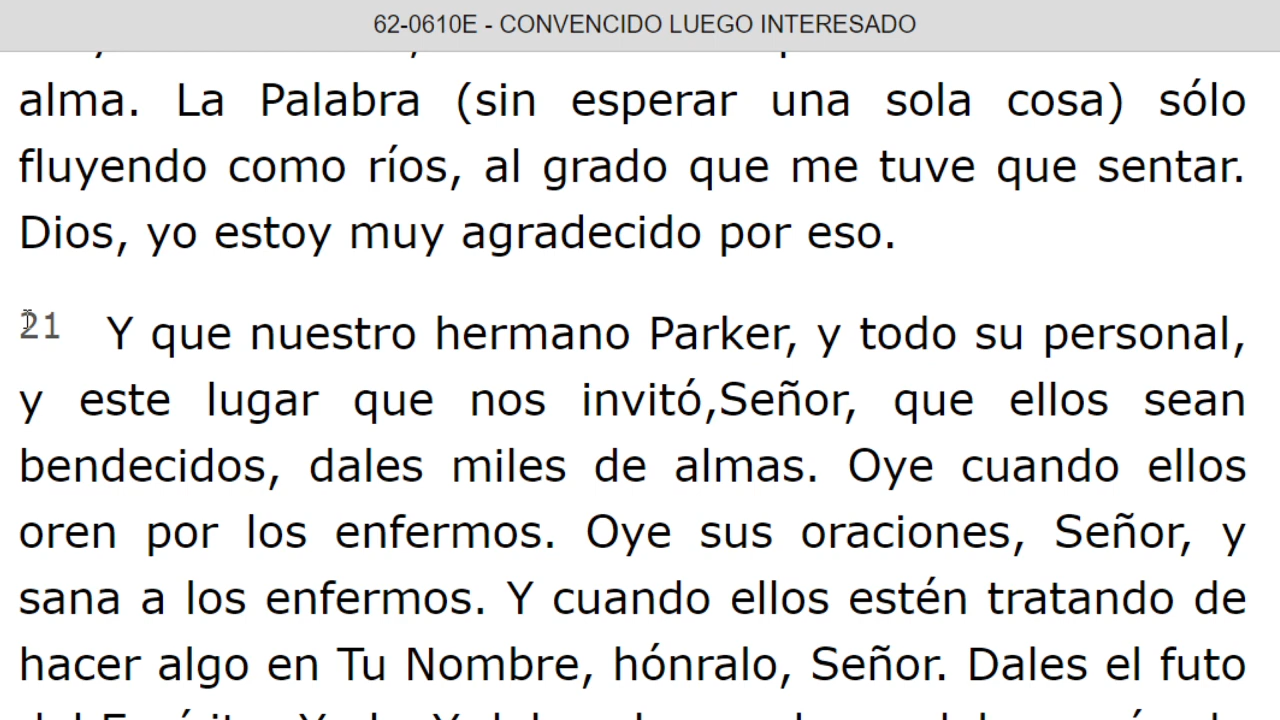 62-0610E - CONVENCIDO LUEGO INTERESADO
alma. La Palabra (sin esperar una sola cosa) sólo
fluyendo como ríos, al grado que me tuve que sentar.
Dios, yo estoy muy agradecido por eso.
21 Y que nuestro hermano Parker, y todo su personal,
y este lugar que nos invitó,Señor, que ellos sean
bendecidos, dales miles de almas. Oye cuando ellos
oren por los enfermos. Oye sus oraciones, Señor, y
sana a los enfermos. Y cuando ellos estén tratando de
hacer algo en Tu Nombre, hónralo, Señor. Dales el futo